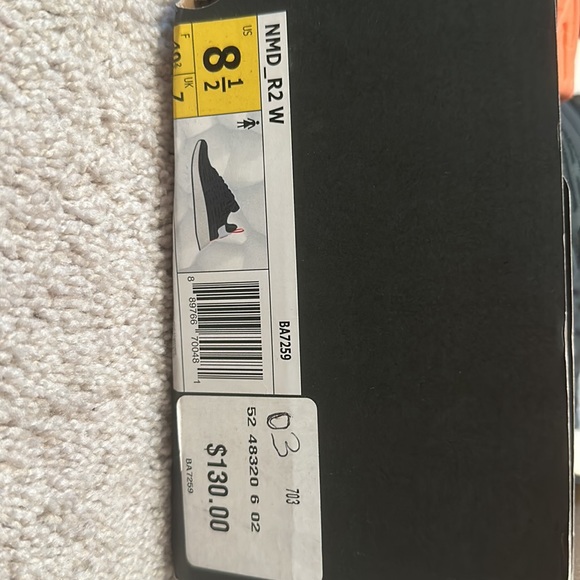 NMD_R2 W
US
8 1/2
F
UK
7
BA7259
8 89766 70048 1
03
703
52 48320 6 02
$130.00
BA7259